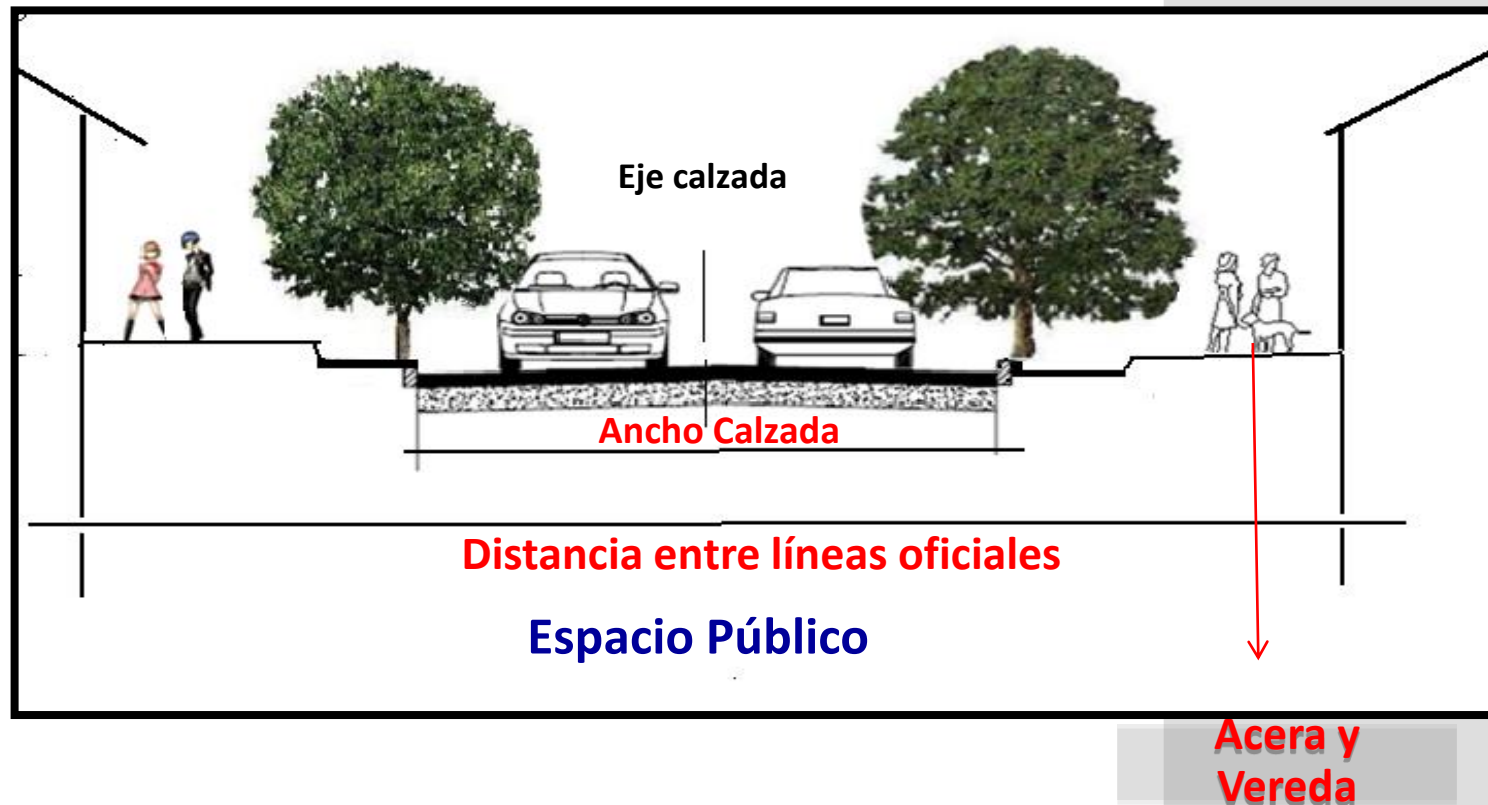 Eje calzada
Ancho Calzada
Distancia entre líneas oficiales
Espacio Público
Acera y
Vereda